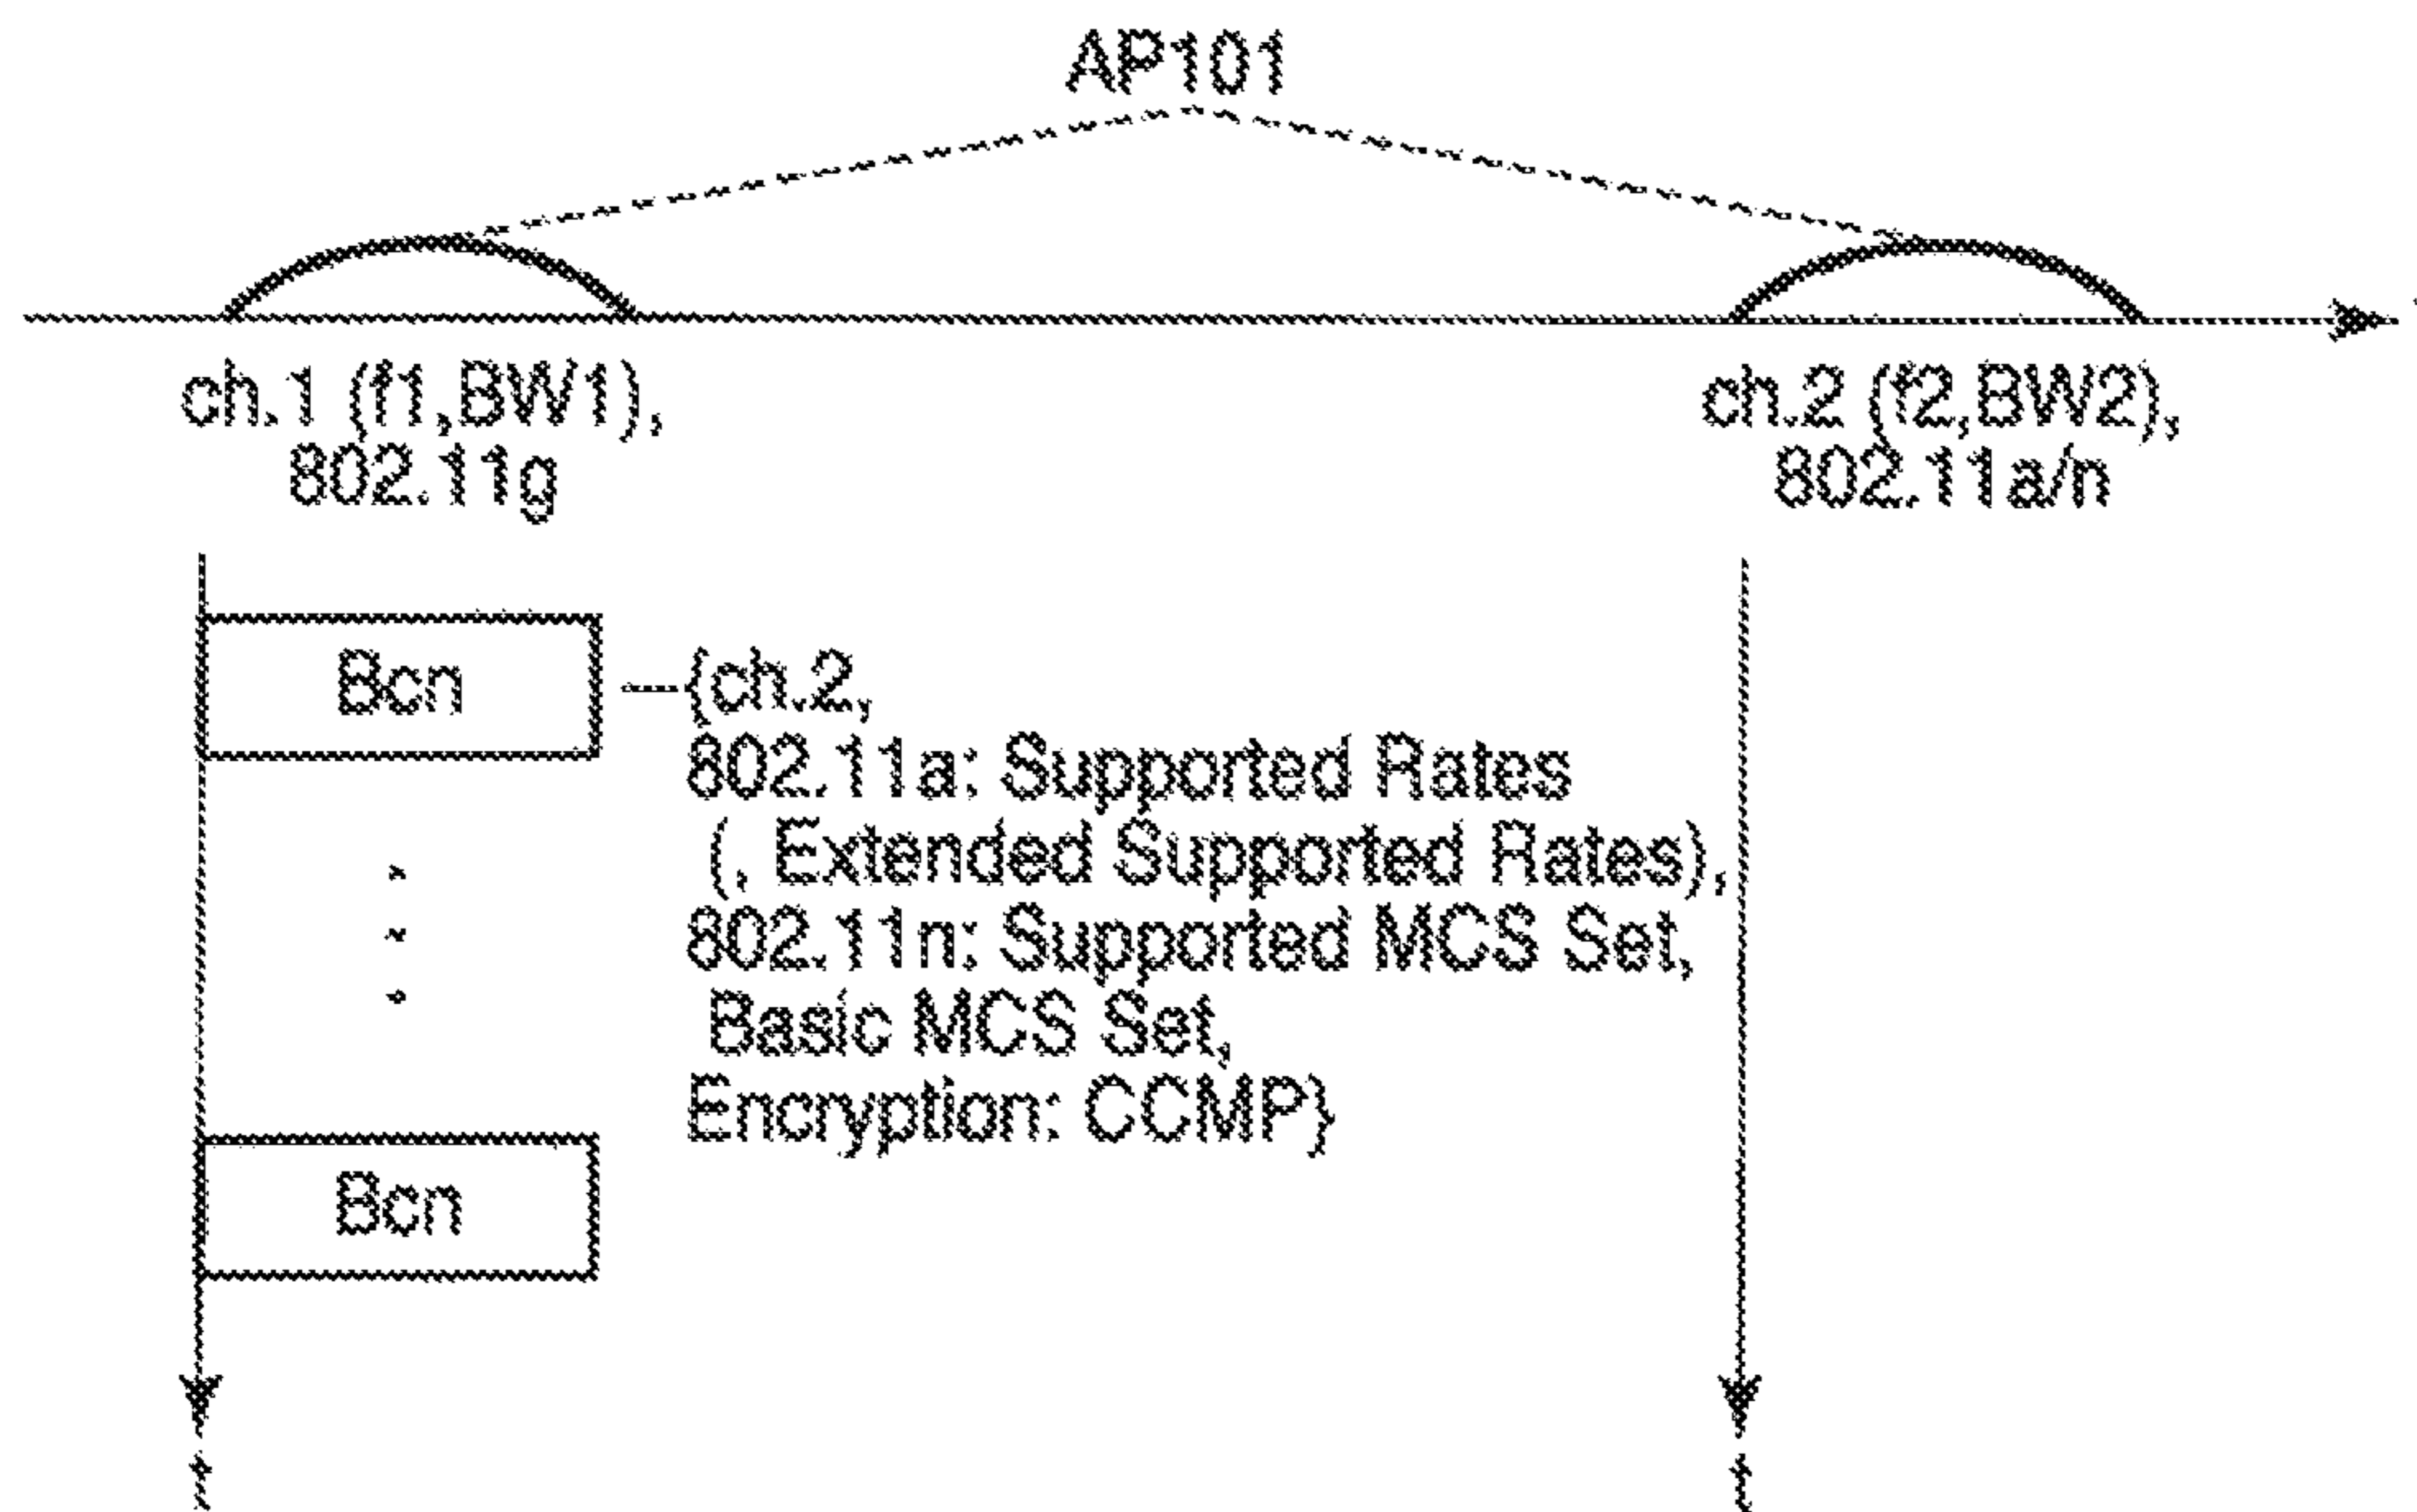 AP101
ch.1 (f1,BW1),
802.11g
ch.2 (f2,BW2),
802.11a/n
Bcn
{ch.2,
802.11a: Supported Rates
(, Extended Supported Rates),
802.11n: Supported MCS Set,
Basic MCS Set,
Encryption: CCMP}
Bcn